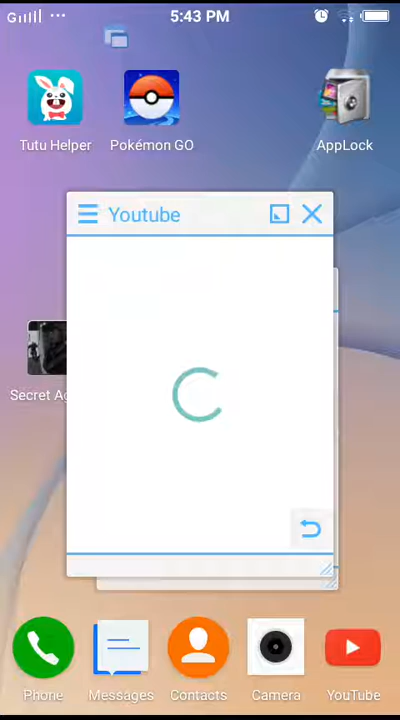 5:43 PM
Tutu Helper
Pokémon GO
AppLock
Youtube
Secret Ag
Phone
Messages
Contacts
Camera
YouTube